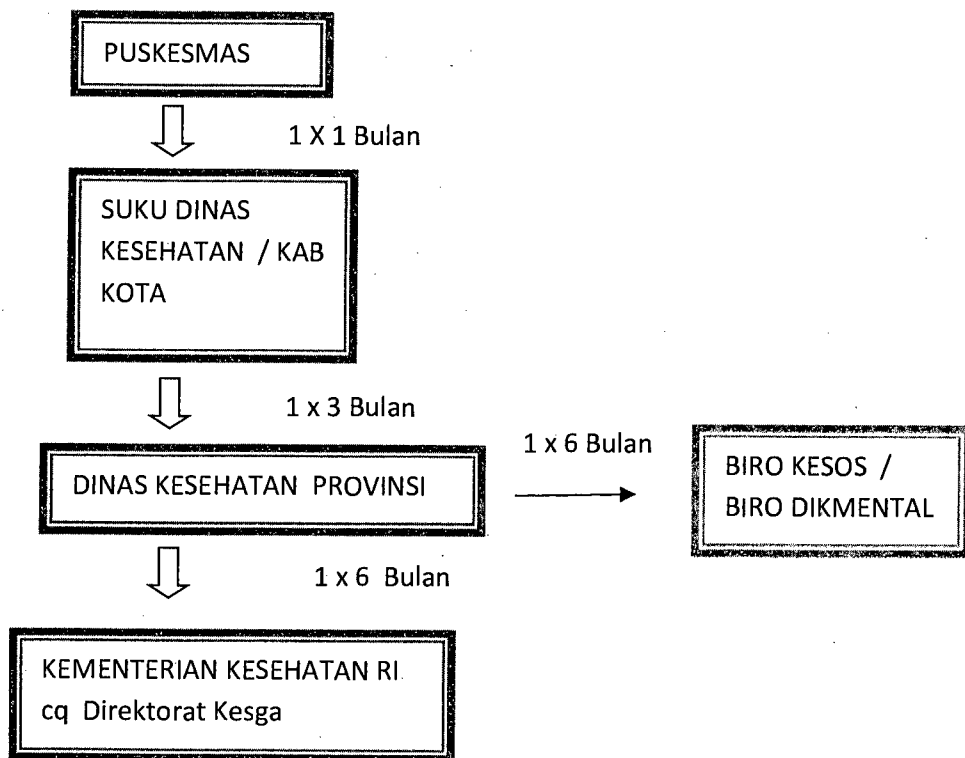 PUSKESMAS
1 X 1 Bulan
SUKU DINAS
KESEHATAN / KAB
KOTA
1 x 3 Bulan
DINAS KESEHATAN PROVINSI
1 x 6 Bulan
BIRO KESOS /
BIRO DIKMENTAL
1 x 6 Bulan
KEMENTERIAN KESEHATAN RI
cq Direktorat Kesga